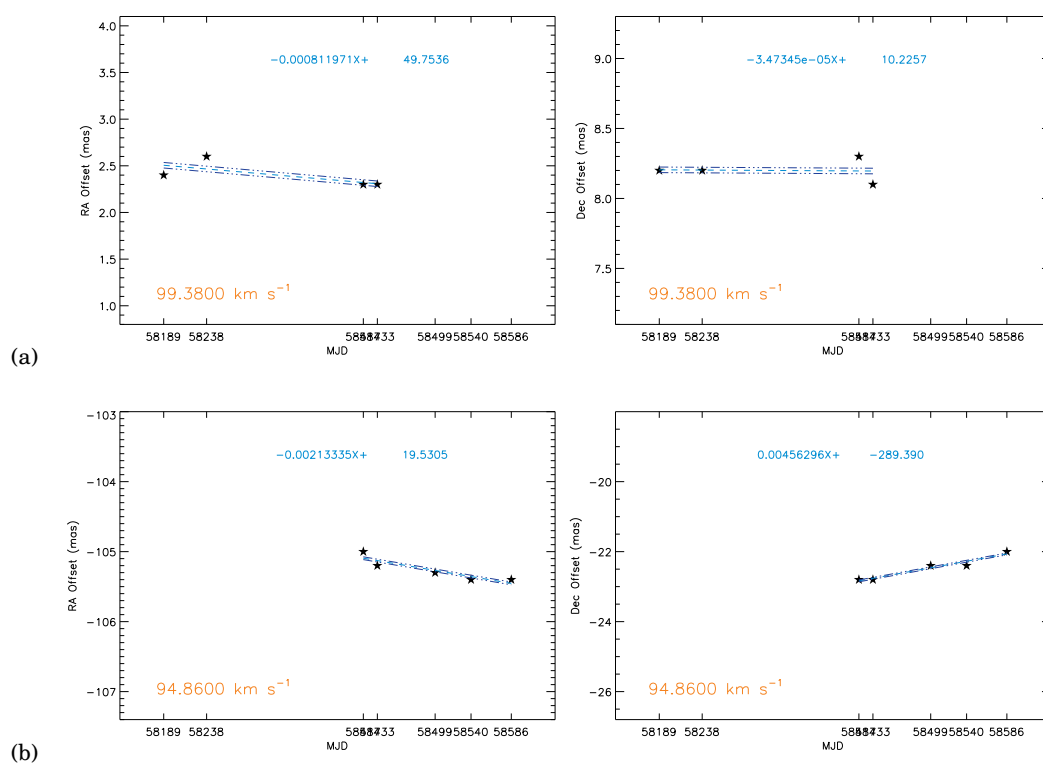 4.0
3.5
3.0
2.5
2.0
1.5
1.0
RA Offset (mas)
-0.000811971X+ 49.7536
99.3800 km s⁻¹
58189 58238 58499 58540 58586
MJD
9.0
8.5
8.0
7.5
Dec Offset (mas)
-3.47345e-05X+ 10.2257
99.3800 km s⁻¹
58189 58238 58499 58540 58586
MJD
(a)
-103
-104
-105
-106
-107
RA Offset (mas)
-0.00213335X+ 19.5305
94.8600 km s⁻¹
58189 58238 58499 58540 58586
MJD
-20
-22
-24
-26
Dec Offset (mas)
0.00456296X+ -289.390
94.8600 km s⁻¹
58189 58238 58499 58540 58586
MJD
(b)